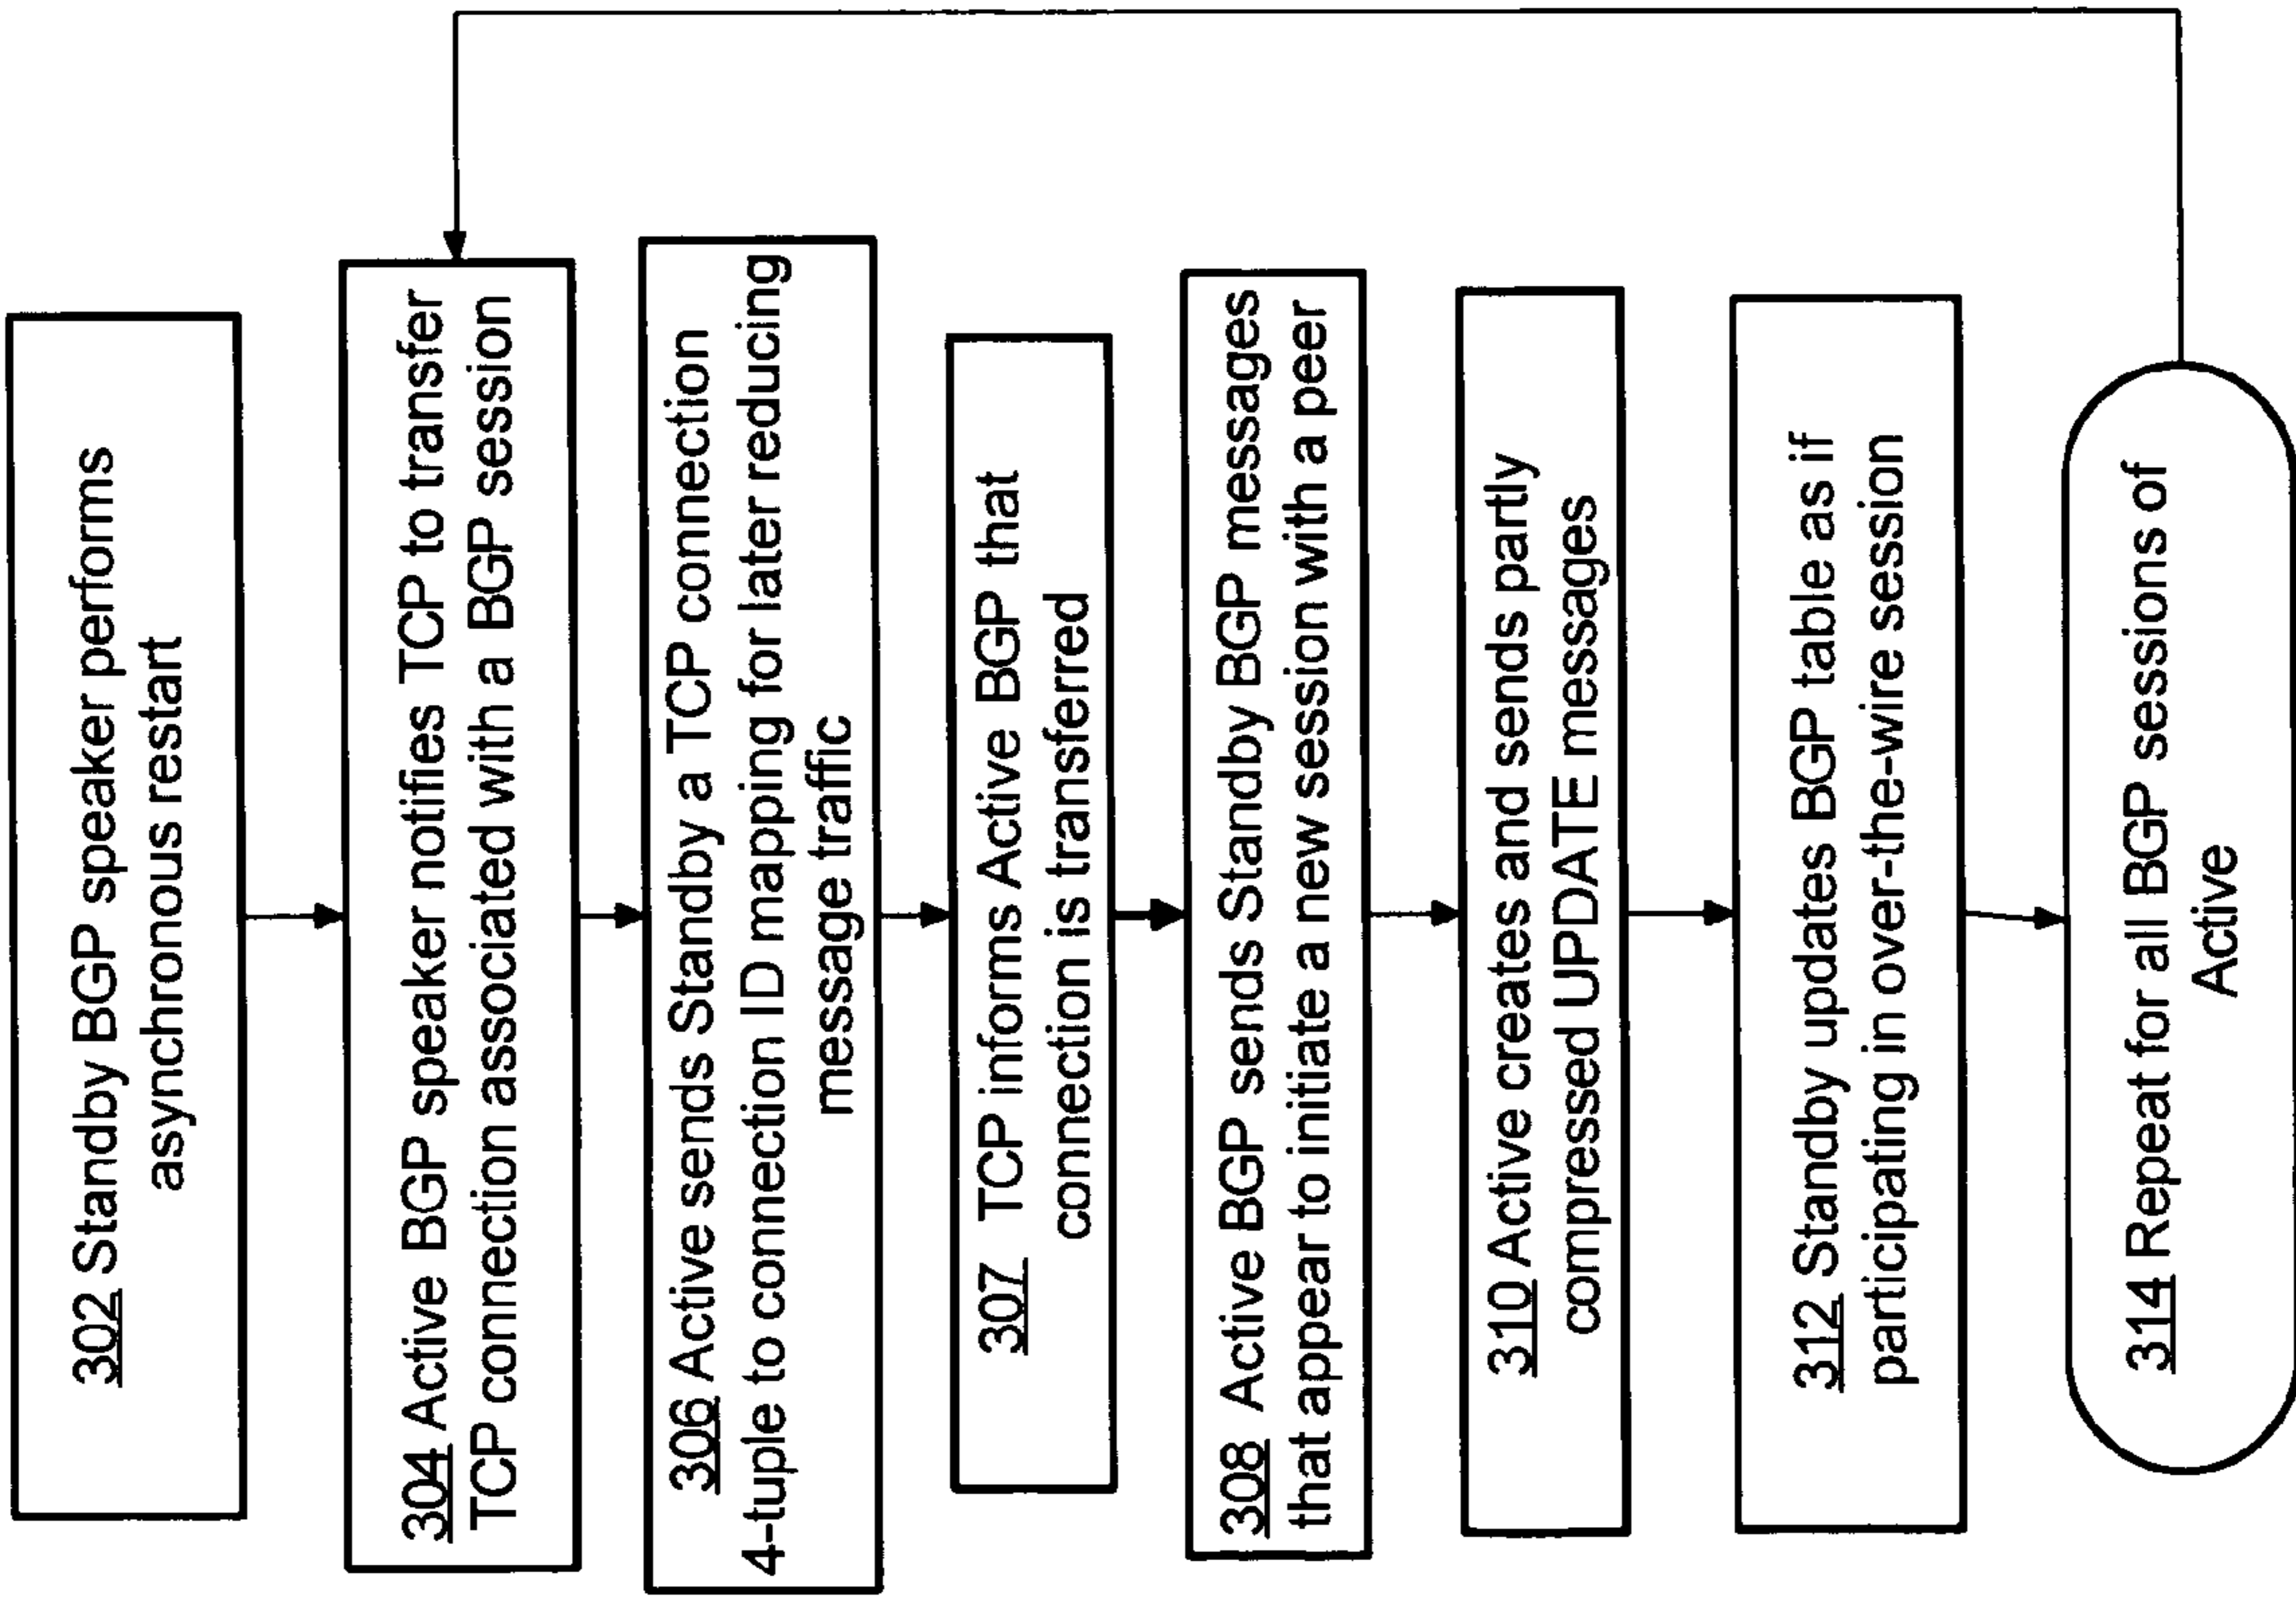 302 Standby BGP speaker performs
asynchronous restart
304 Active BGP speaker notifies TCP to transfer
TCP connection associated with a BGP session
306 Active sends Standby a TCP connection
4-tuple to connection ID mapping for later reducing
message traffic
307 TCP informs Active BGP that
connection is transferred
308 Active BGP sends Standby BGP messages
that appear to initiate a new session with a peer
310 Active creates and sends partly
compressed UPDATE messages
312 Standby updates BGP table as if
participating in over-the-wire session
314 Repeat for all BGP sessions of
Active